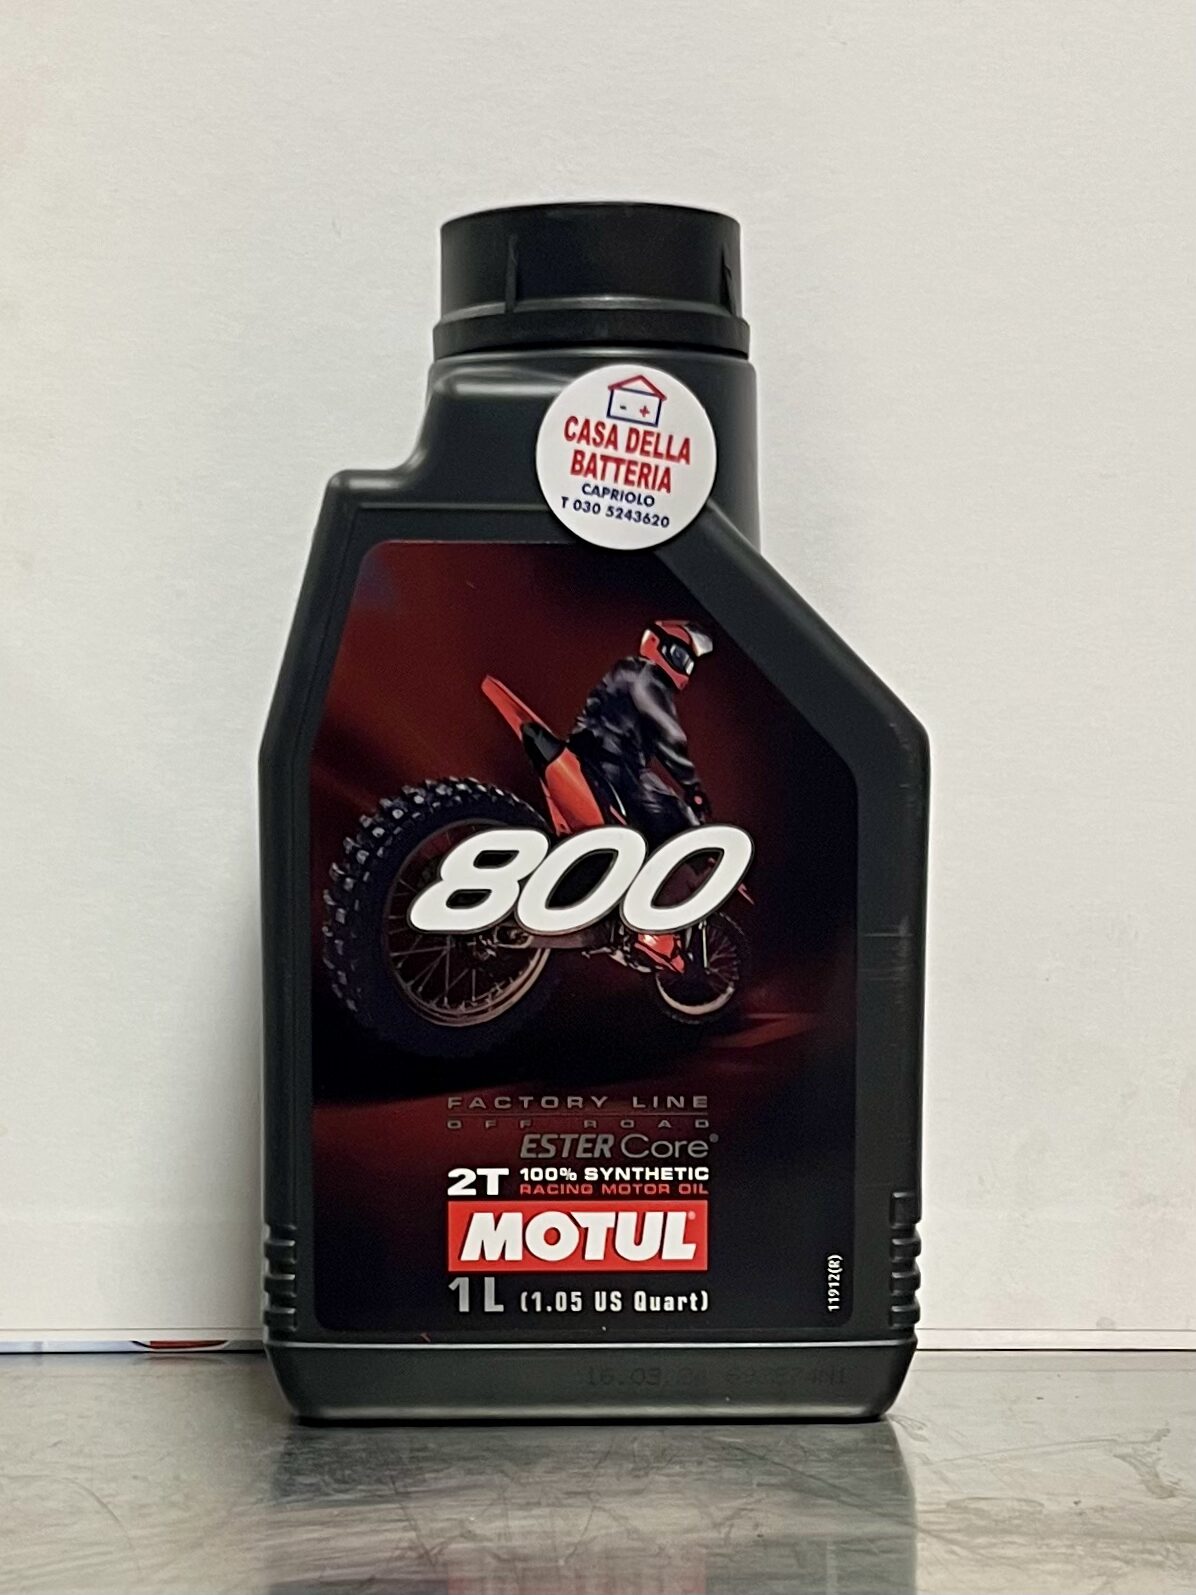 - +
CASA DELLA
BATTERIA
CAPRIOLO
T 030 5243620
800
FACTORY LINE
OFF ROAD
ESTER Core®
2T 100% SYNTHETIC
RACING MOTOR OIL
MOTUL®
1L (1.05 US Quart)
11912(R)